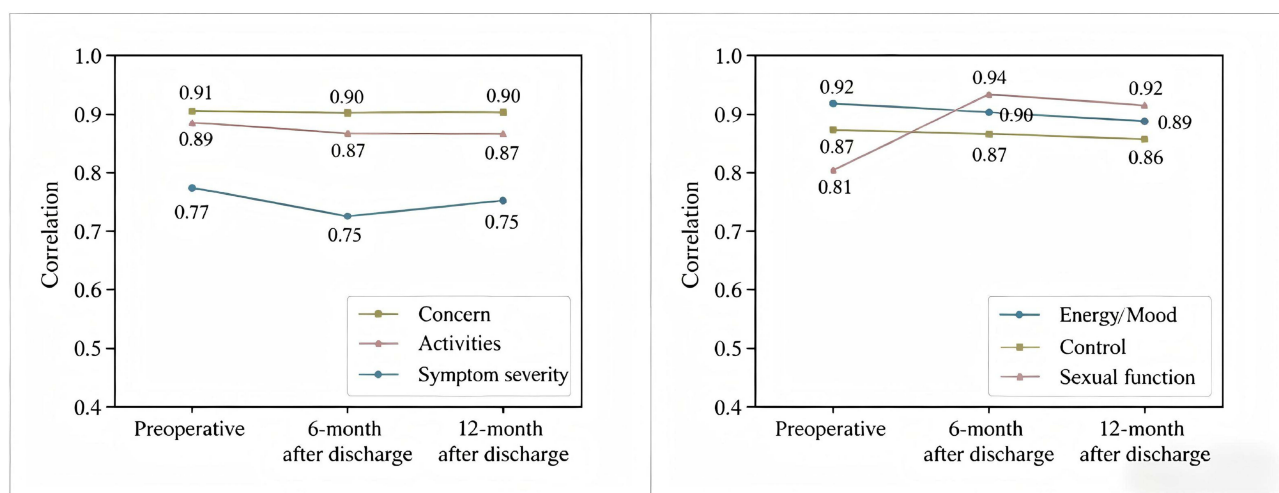 1.0
0.9
0.8
0.7
0.6
0.5
0.4
Correlation
0.91
0.90
0.90
0.89
0.87
0.87
0.77
0.75
0.75
Concern
Activities
Symptom severity
Preoperative
6-month
after discharge
12-month
after discharge
1.0
0.9
0.8
0.7
0.6
0.5
0.4
Correlation
0.92
0.94
0.92
0.90
0.89
0.87
0.87
0.86
0.81
Energy/Mood
Control
Sexual function
Preoperative
6-month
after discharge
12-month
after discharge